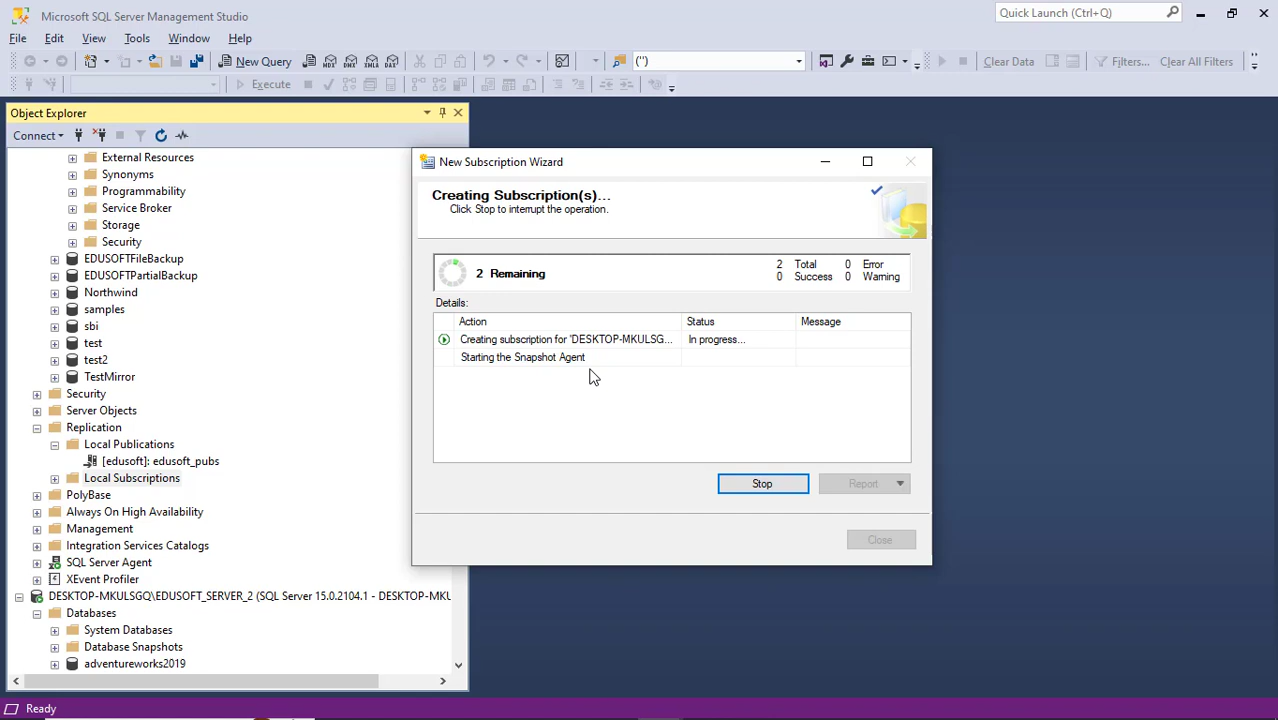 Microsoft SQL Server Management Studio
Quick Launch (Ctrl+Q)
File Edit View Tools Window Help
New Query MDX DMX XMLA DAX ('')
Execute Clear Data Filters... Clear All Filters
Object Explorer
Connect
External Resources
Synonyms
Programmability
Service Broker
Storage
Security
EDUSOFTFileBackup
EDUSOFTPartialBackup
Northwind
samples
sbi
test
test2
TestMirror
Security
Server Objects
Replication
Local Publications
[edusoft]: edusoft_pubs
Local Subscriptions
PolyBase
Always On High Availability
Management
Integration Services Catalogs
SQL Server Agent
XEvent Profiler
DESKTOP-MKULSGQ\EDUSOFT_SERVER_2 (SQL Server 15.0.2104.1 - DESKTOP-MKU
Databases
System Databases
Database Snapshots
adventureworks2019
New Subscription Wizard
Creating Subscription(s)...
Click Stop to interrupt the operation.
2 Remaining
2 Total 0 Error
0 Success 0 Warning
Details:
Action Status Message
Creating subscription for 'DESKTOP-MKULSG... In progress...
Starting the Snapshot Agent
Stop Report
Close
Ready